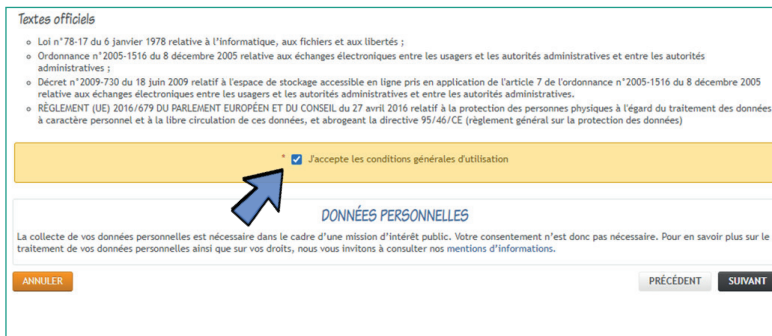 Textes officiels
Loi n°78-17 du 6 janvier 1978 relative à l'informatique, aux fichiers et aux libertés ;
Ordonnance n°2005-1516 du 8 décembre 2005 relative aux échanges électroniques entre les usagers et les autorités administratives et entre les autorités
administratives ;
Décret n°2009-730 du 18 juin 2009 relatif à l'espace de stockage accessible en ligne pris en application de l'article 7 de l'ordonnance n°2005-1516 du 8 décembre 2005
relative aux échanges électroniques entre les usagers et les autorités administratives et entre les autorités administratives.
RÈGLEMENT (UE) 2016/679 DU PARLEMENT EUROPÉEN ET DU CONSEIL du 27 avril 2016 relatif à la protection des personnes physiques à l'égard du traitement des données
à caractère personnel et à la libre circulation de ces données, et abrogeant la directive 95/46/CE (règlement général sur la protection des données)
* J'accepte les conditions générales d'utilisation
DONNÉES PERSONNELLES
La collecte de vos données personnelles est nécessaire dans le cadre d'une mission d'intérêt public. Votre consentement n'est donc pas nécessaire. Pour en savoir plus sur le
traitement de vos données personnelles ainsi que sur vos droits, nous vous invitons à consulter nos mentions d'informations.
ANNULER PRÉCÉDENT SUIVANT